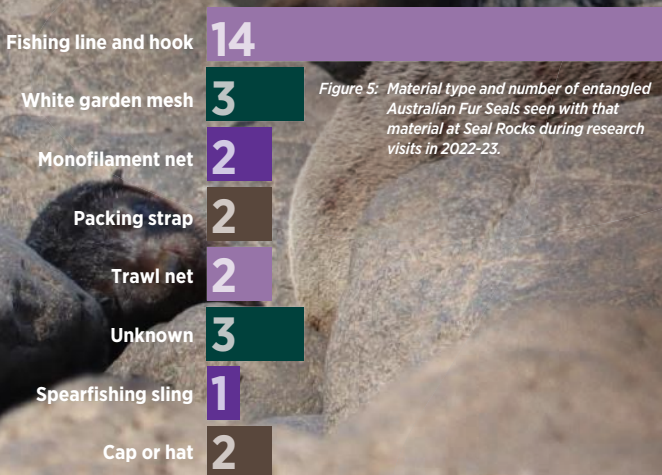 Fishing line and hook 14
White garden mesh 3
Figure 5: Material type and number of entangled
Australian Fur Seals seen with that
material at Seal Rocks during research
visits in 2022-23.
Monofilament net 2
Packing strap 2
Trawl net 2
Unknown 3
Spearfishing sling 1
Cap or hat 2